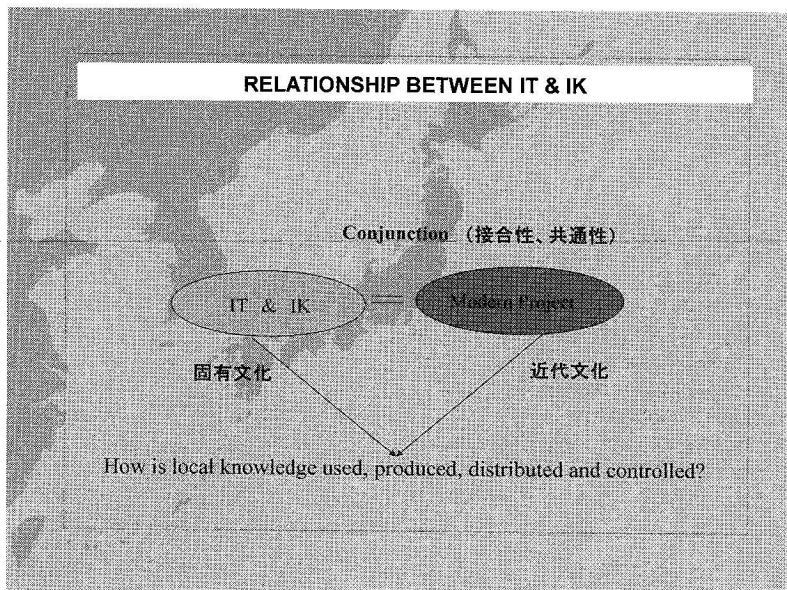 RELATIONSHIP BETWEEN IT & IK
Conjunction （接合性、共通性）
IT & IK
Modern Project
固有文化
近代文化
How is local knowledge used, produced, distributed and controlled?